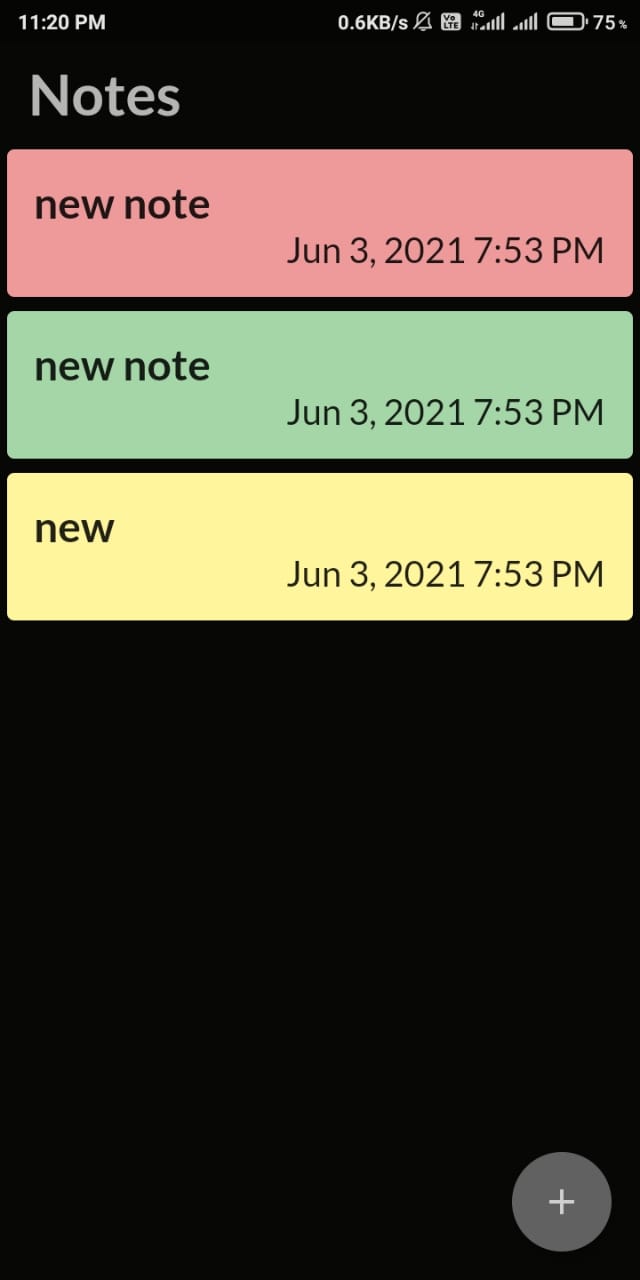 11:20 PM 0.6KB/s Vo LTE 4G 75 %
Notes
new note
Jun 3, 2021 7:53 PM
new note
Jun 3, 2021 7:53 PM
new
Jun 3, 2021 7:53 PM
+